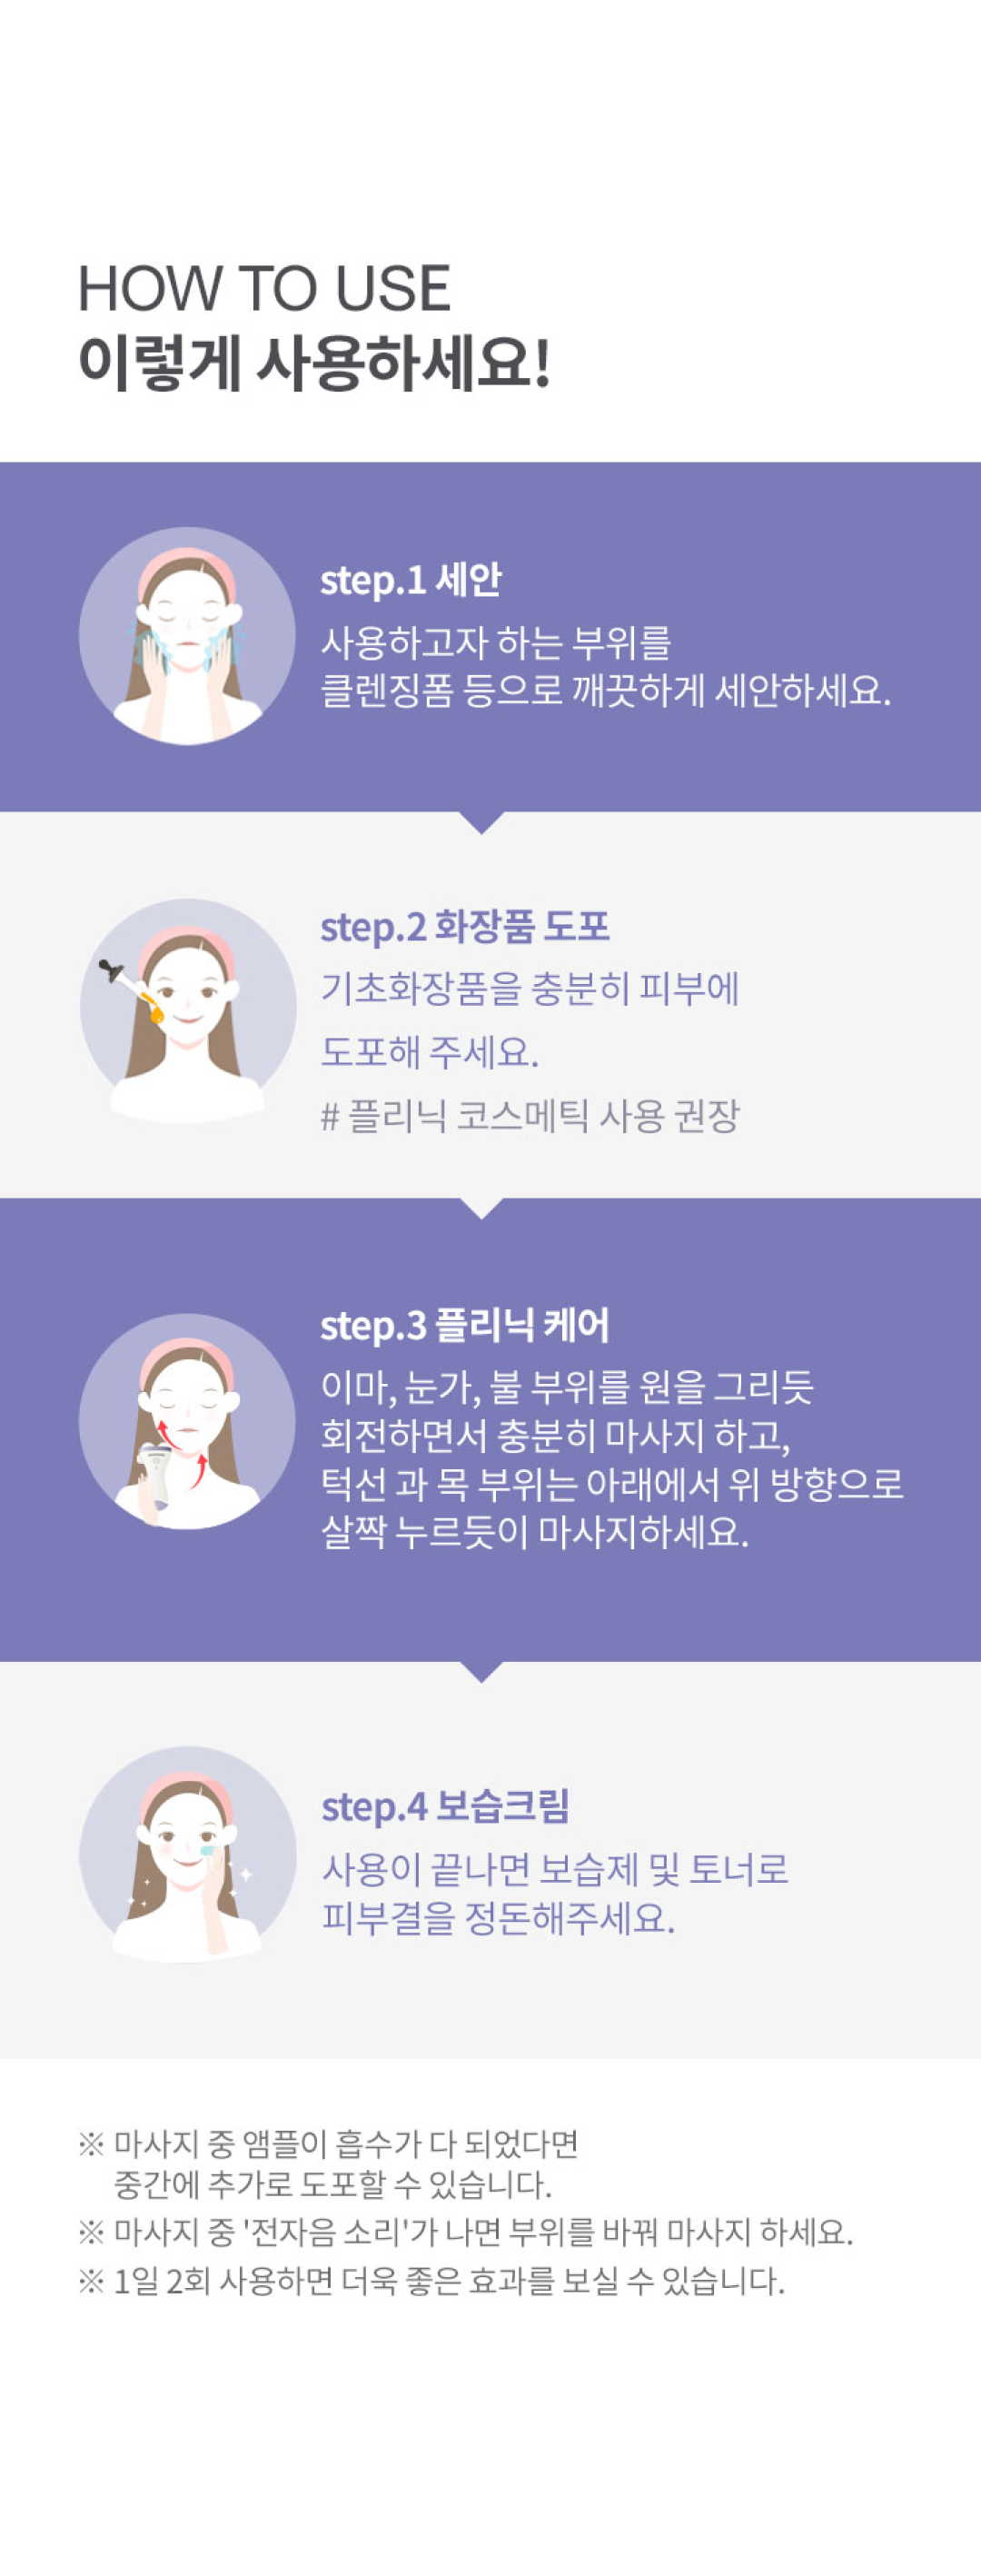 HOW TO USE
이렇게 사용하세요!
step.1 세안
사용하고자 하는 부위를
클렌징폼 등으로 깨끗하게 세안하세요.
step.2 화장품 도포
기초화장품을 충분히 피부에
도포해 주세요.
# 플리닉 코스메틱 사용 권장
step.3 플리닉 케어
이마, 눈가, 불 부위를 원을 그리듯
회전하면서 충분히 마사지 하고,
턱선 과 목 부위는 아래에서 위 방향으로
살짝 누르듯이 마사지하세요.
step.4 보습크림
사용이 끝나면 보습제 및 토너로
피부결을 정돈해주세요.
※ 마사지 중 앰플이 흡수가 다 되었다면
중간에 추가로 도포할 수 있습니다.
※ 마사지 중 '전자음 소리'가 나면 부위를 바꿔 마사지 하세요.
※ 1일 2회 사용하면 더욱 좋은 효과를 보실 수 있습니다.